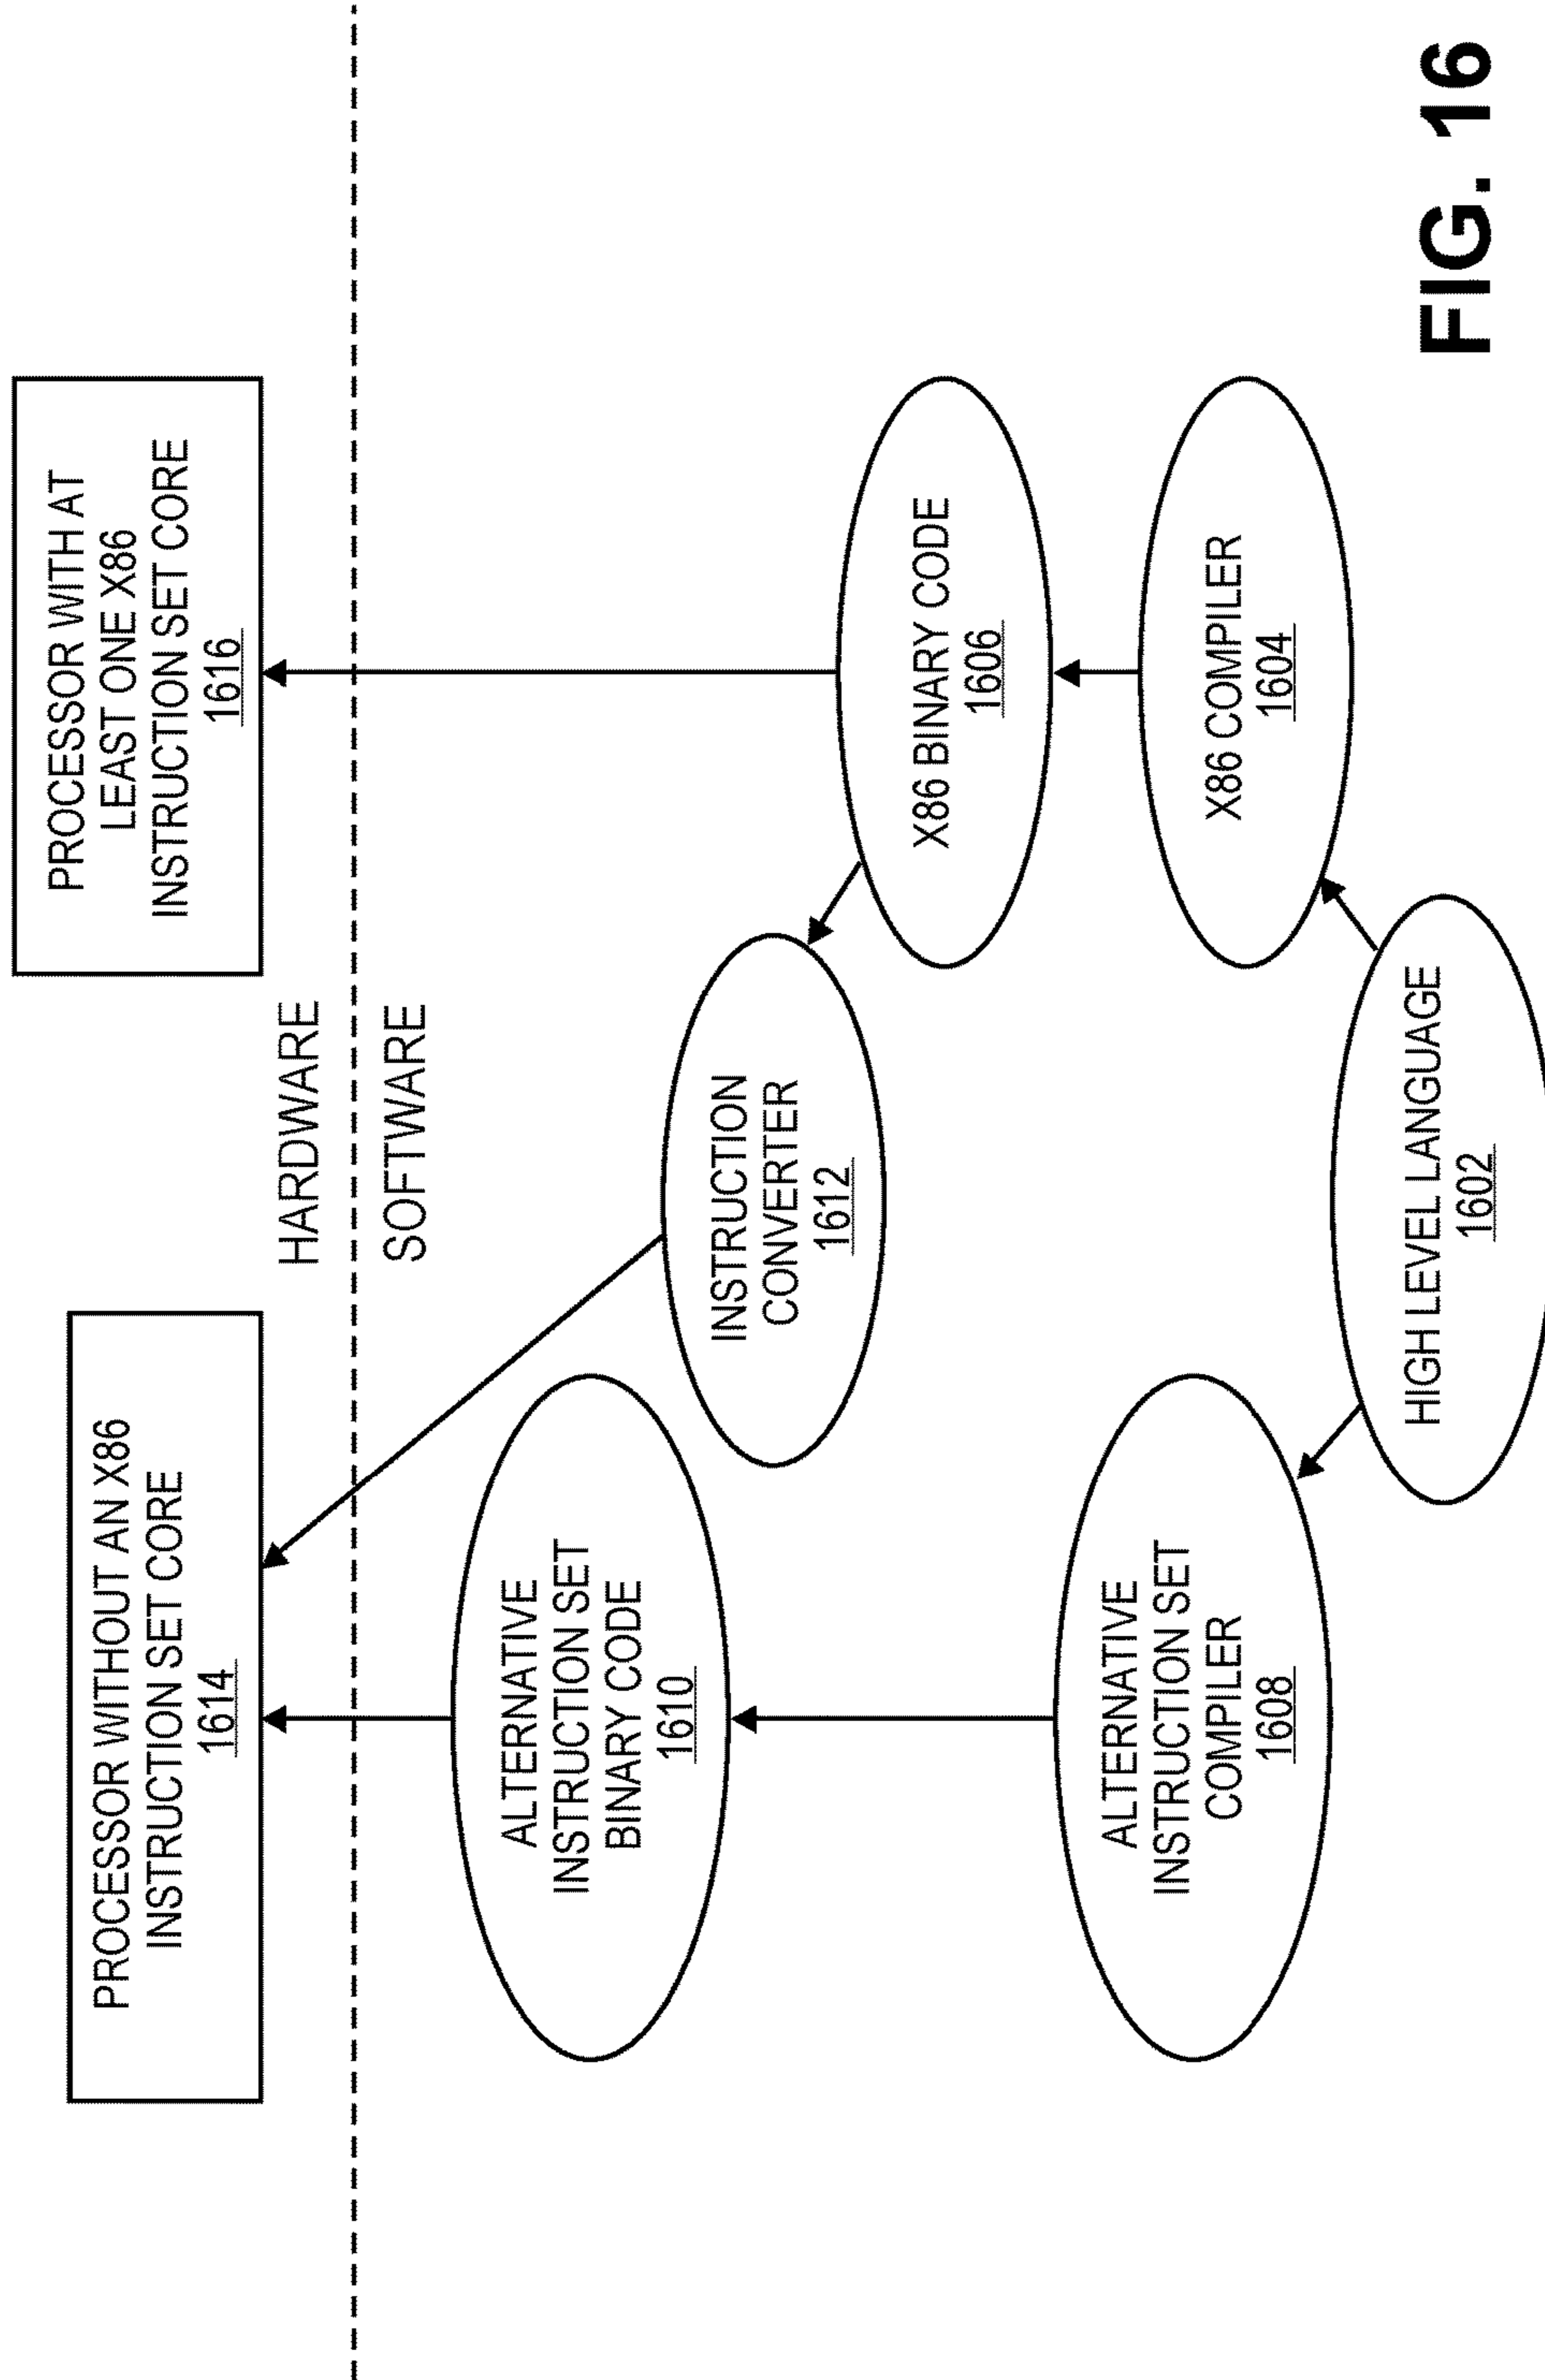 PROCESSOR WITHOUT AN X86
INSTRUCTION SET CORE
1614
PROCESSOR WITH AT
LEAST ONE X86
INSTRUCTION SET CORE
1616
HARDWARE
SOFTWARE
ALTERNATIVE
INSTRUCTION SET
BINARY CODE
1610
INSTRUCTION
CONVERTER
1612
X86 BINARY CODE
1606
ALTERNATIVE
INSTRUCTION SET
COMPILER
1608
X86 COMPILER
1604
HIGH LEVEL LANGUAGE
1602
FIG. 16